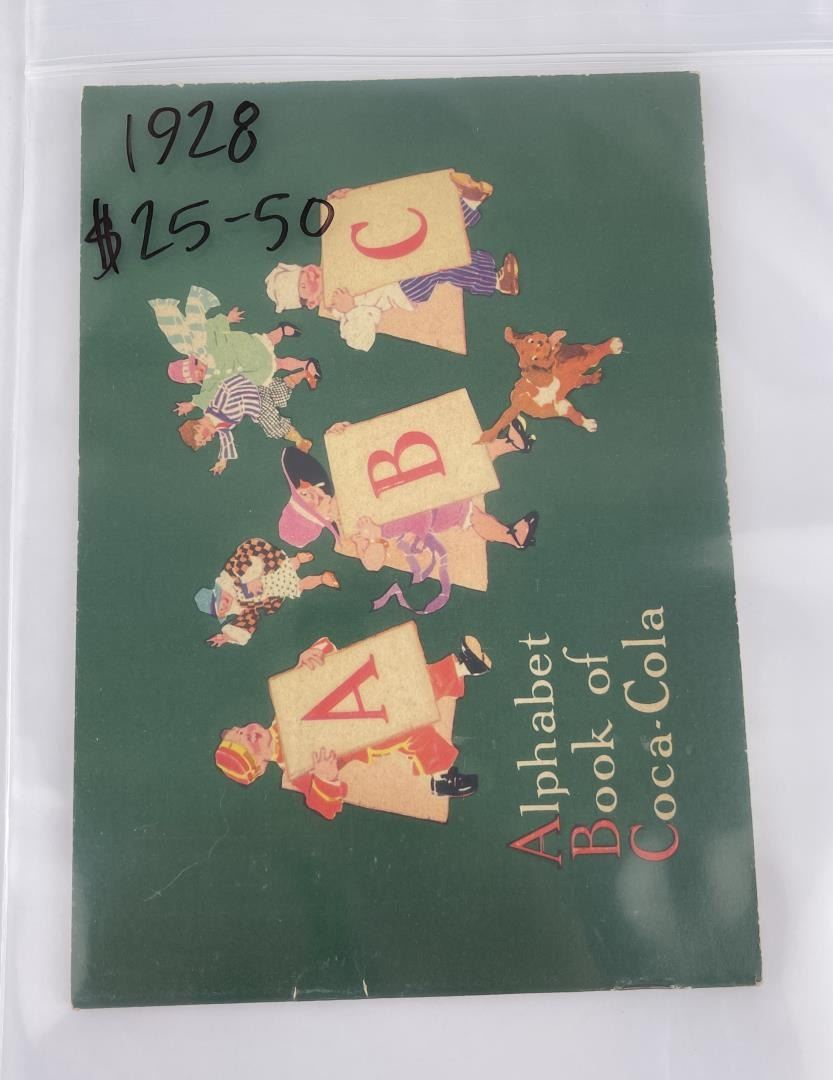 1928
$25-50
A
B
C
Alphabet
Book of
Coca-Cola